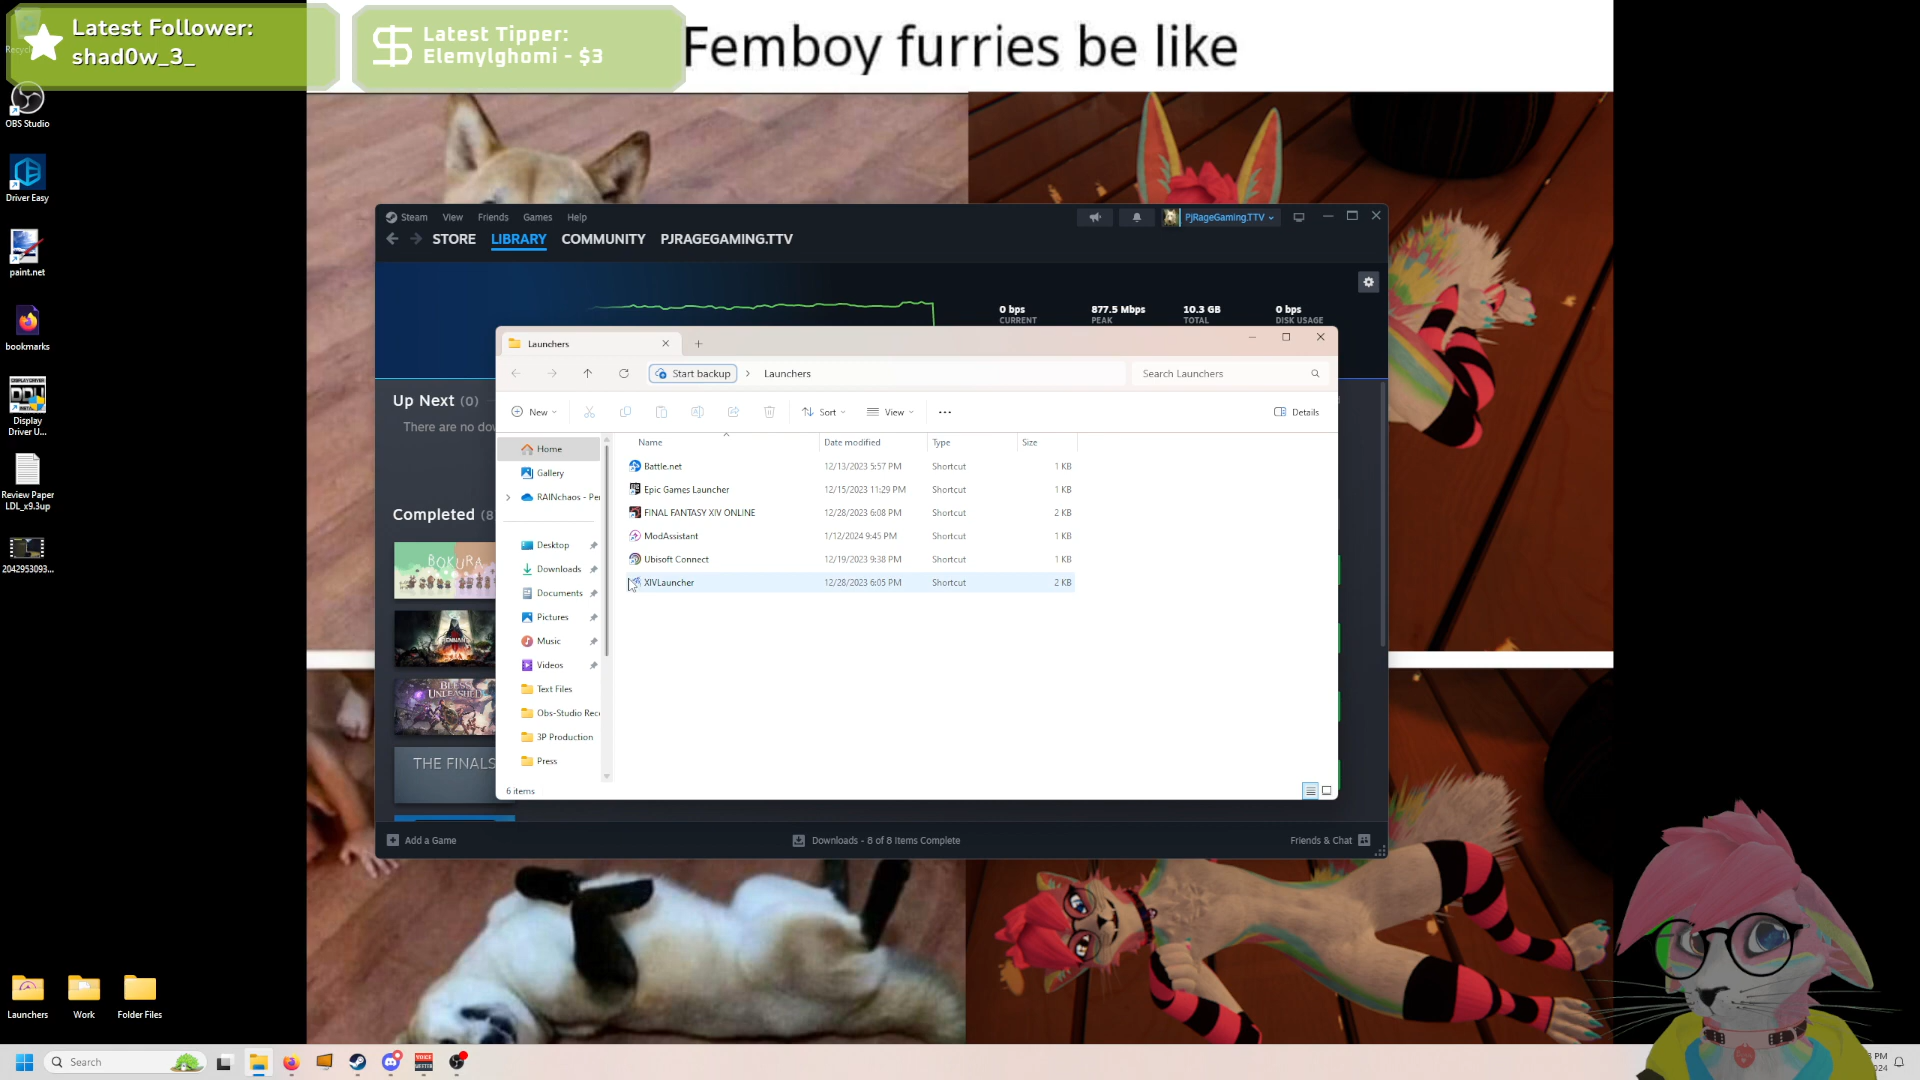 Latest Follower:
shad0w_3_
Latest Tipper:
Elemylghomi - $3
Femboy furries be like
OBS Studio
Driver Easy
paint.net
bookmarks
Display
Driver U...
Review Paper
LDL_x9.3up
2042953093...
Launchers
Work
Folder Files
Steam View Friends Games Help
PjRageGaming.TTV
STORE LIBRARY COMMUNITY PJRAGEGAMING.TTV
0 bps 877.5 Mbps 10.3 GB 0 bps
CURRENT PEAK TOTAL DISK USAGE
Up Next (0)
There are no dow
Completed (8
BOKURA
REMNANT
BLESS
UNLEASHED
THE FINALS
Add a Game
Downloads - 8 of 8 Items Complete
Friends & Chat
Launchers
Start backup > Launchers
Search Launchers
New
Sort
View
Details
Home
Gallery
RAINchaos - Per
Desktop
Downloads
Documents
Pictures
Music
Videos
Text Files
Obs-Studio Rec
3P Production
Press
Name Date modified Type Size
Battle.net 12/13/2023 5:57 PM Shortcut 1 KB
Epic Games Launcher 12/15/2023 11:29 PM Shortcut 1 KB
FINAL FANTASY XIV ONLINE 12/28/2023 6:08 PM Shortcut 2 KB
ModAssistant 1/12/2024 9:45 PM Shortcut 1 KB
Ubisoft Connect 12/19/2023 9:38 PM Shortcut 1 KB
XIVLauncher 12/28/2023 6:05 PM Shortcut 2 KB
6 items
Search
PM